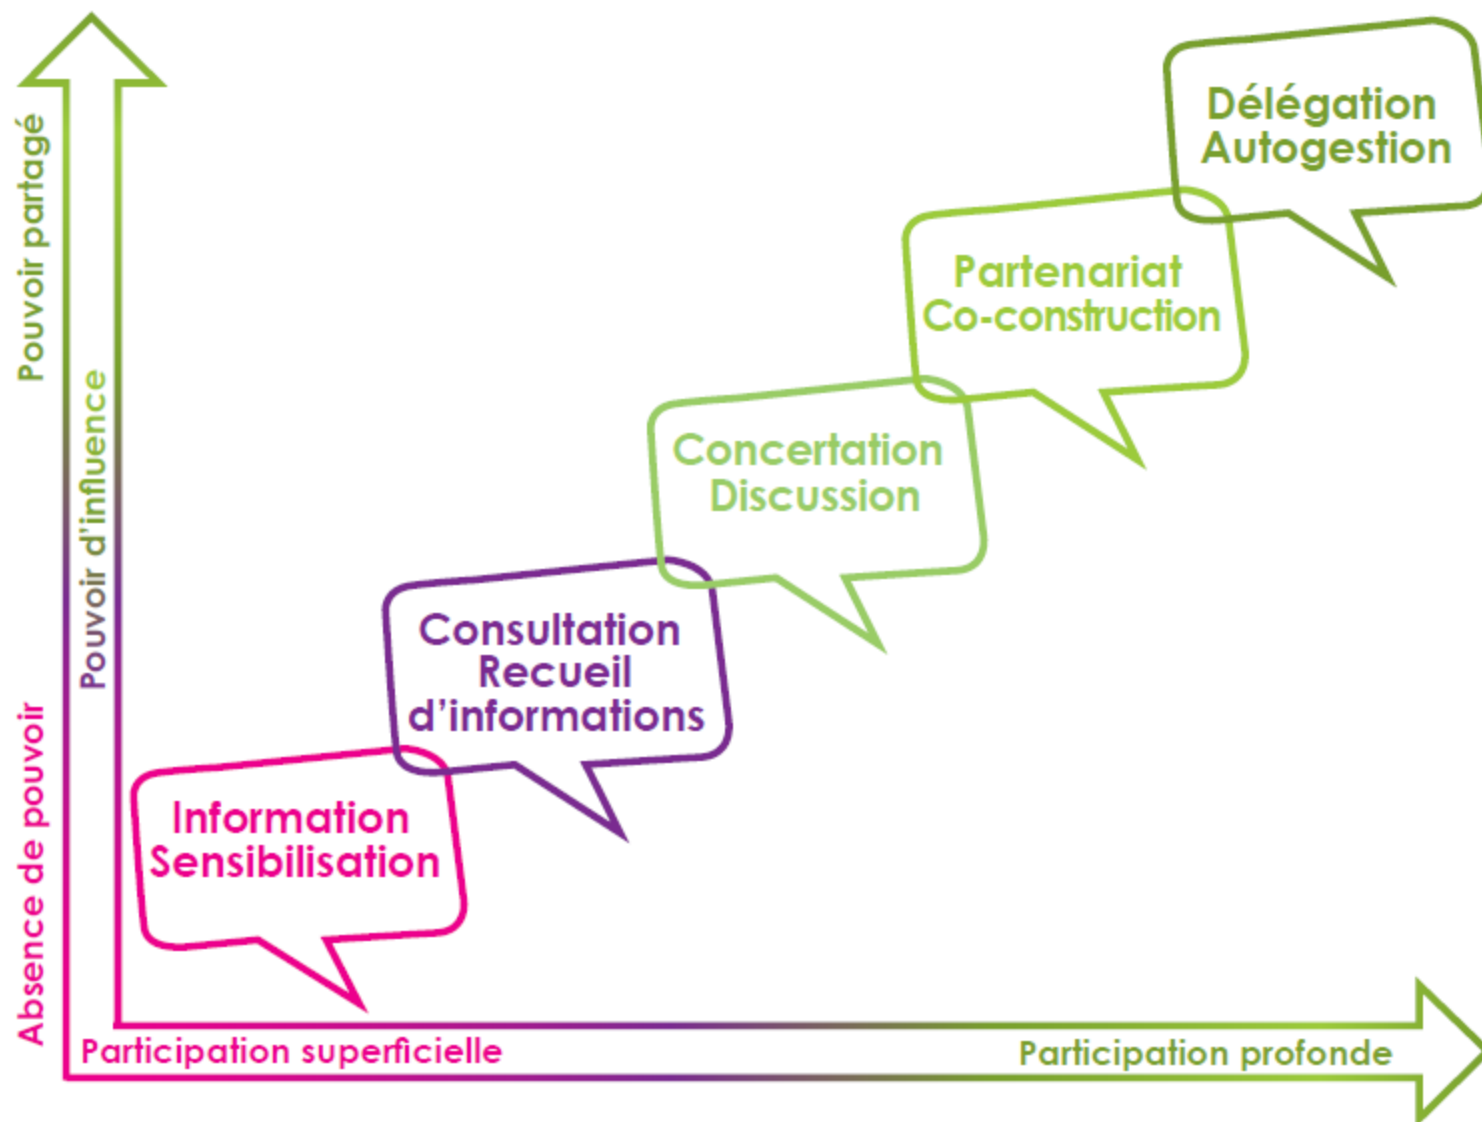 Pouvoir partagé
Pouvoir d'influence
Absence de pouvoir
Délégation
Autogestion
Partenariat
Co-construction
Concertation
Discussion
Consultation
Recueil
d’informations
Information
Sensibilisation
Participation superficielle
Participation profonde